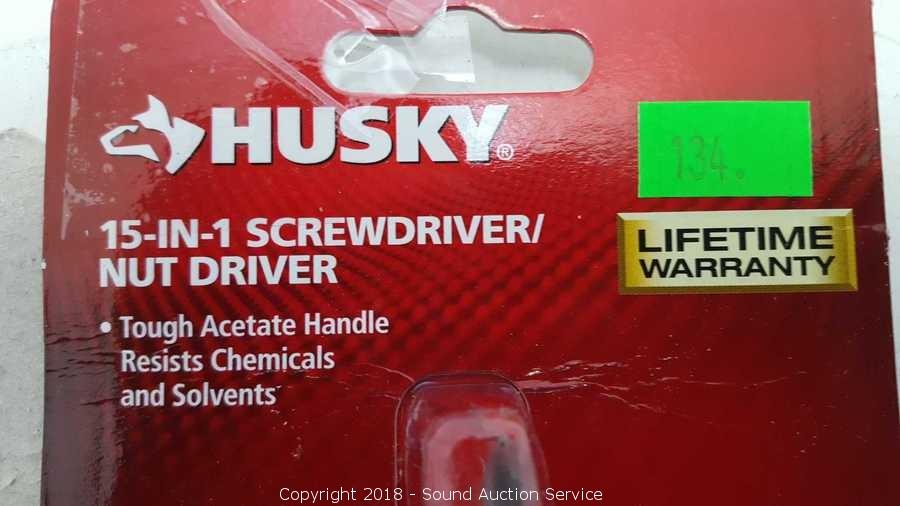 HUSKY®
134.
15-IN-1 SCREWDRIVER/
NUT DRIVER
LIFETIME
WARRANTY
• Tough Acetate Handle
Resists Chemicals
and Solvents
Copyright 2018 - Sound Auction Service